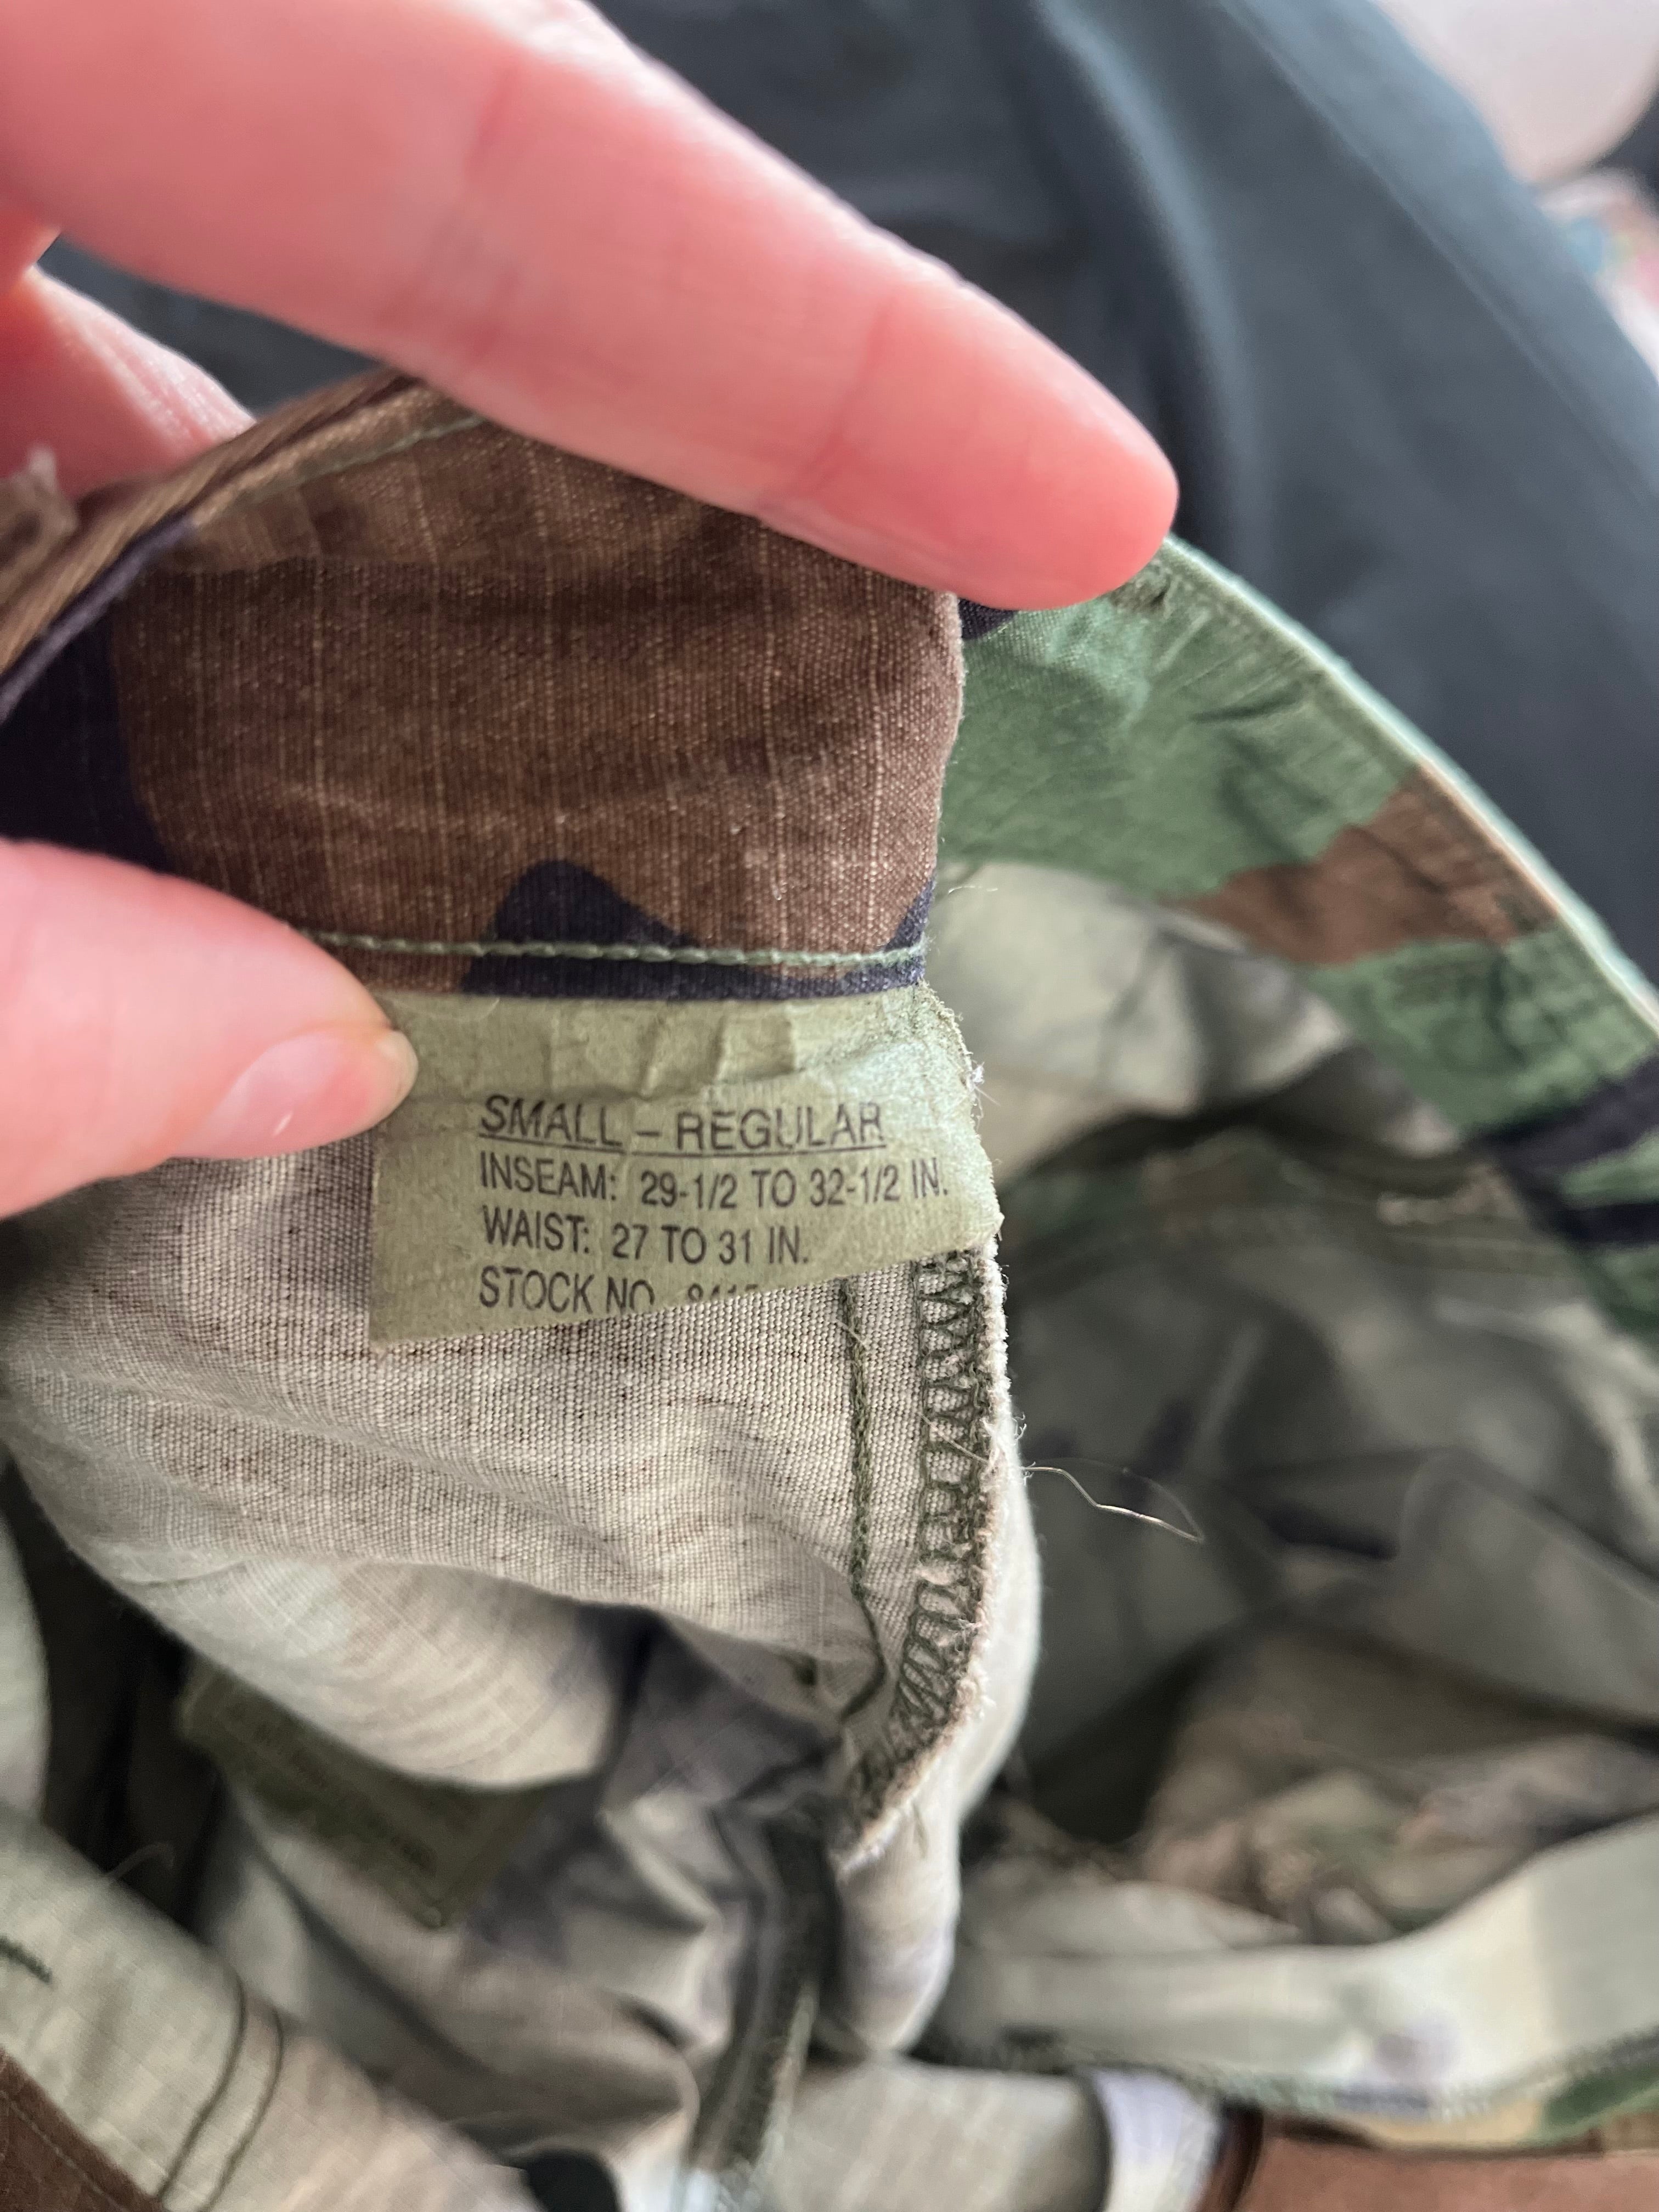 SMALL – REGULAR
INSEAM: 29-1/2 TO 32-1/2 IN.
WAIST: 27 TO 31 IN.
STOCK NO.